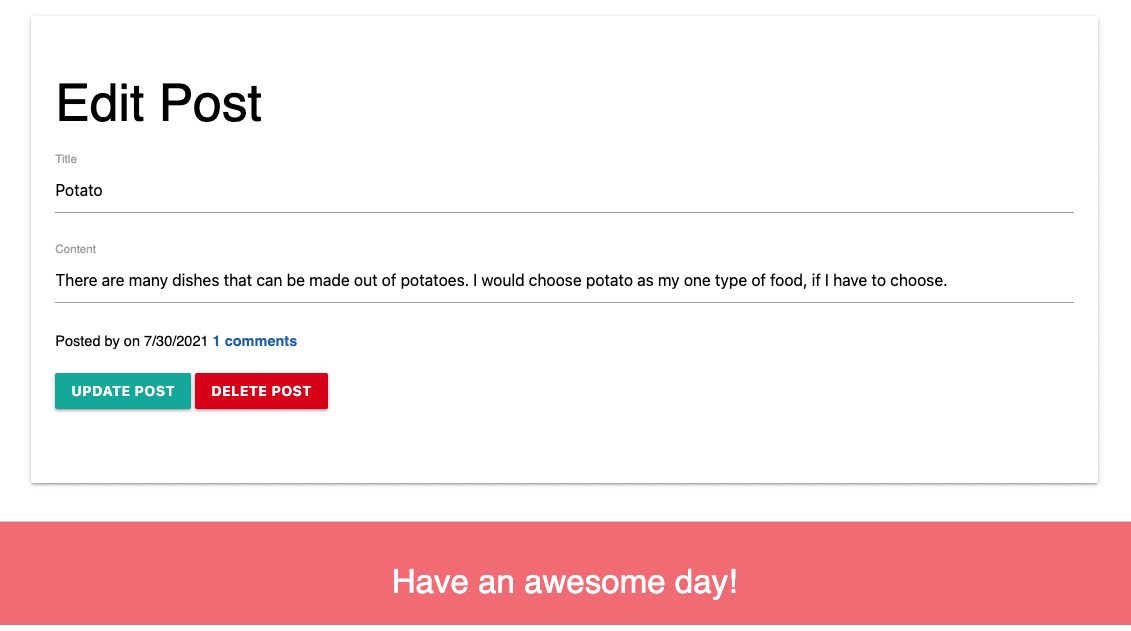 Edit Post
Title
Potato
Content
There are many dishes that can be made out of potatoes. I would choose potato as my one type of food, if I have to choose.
Posted by on 7/30/2021 1 comments
UPDATE POST DELETE POST
Have an awesome day!